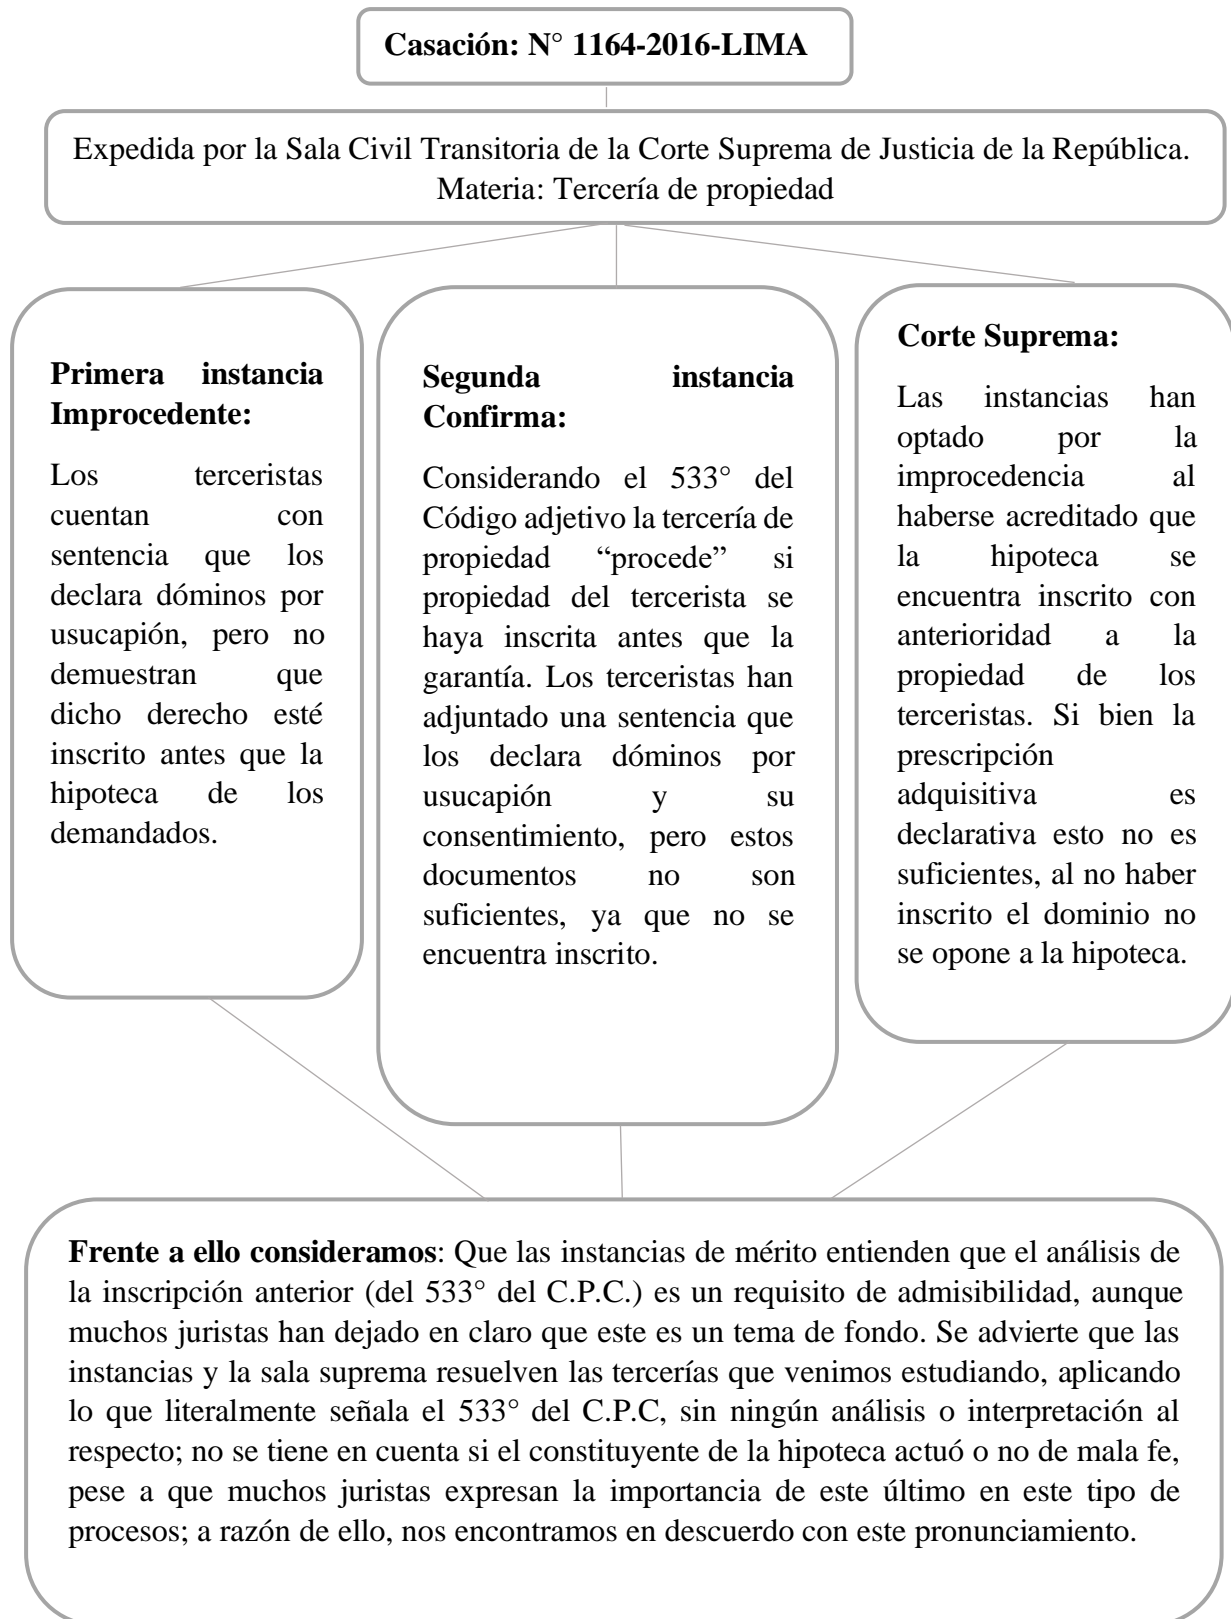 Casación: N° 1164-2016-LIMA
Expedida por la Sala Civil Transitoria de la Corte Suprema de Justicia de la República.
Materia: Tercería de propiedad
Primera instancia
Improcedente:
Los terceristas
cuentan con
sentencia que los
declara dóminos por
usucapión, pero no
demuestran que
dicho derecho esté
inscrito antes que la
hipoteca de los
demandados.
Segunda instancia
Confirma:
Considerando el 533° del
Código adjetivo la tercería de
propiedad “procede” si
propiedad del tercerista se
haya inscrita antes que la
garantía. Los terceristas han
adjuntado una sentencia que
los declara dóminos por
usucapión y su
consentimiento, pero estos
documentos no son
suficientes, ya que no se
encuentra inscrito.
Corte Suprema:
Las instancias han
optado por la
improcedencia al
haberse acreditado que
la hipoteca se
encuentra inscrito con
anterioridad a la
propiedad de los
terceristas. Si bien la
prescripción
adquisitiva es
declarativa esto no es
suficientes, al no haber
inscrito el dominio no
se opone a la hipoteca.
Frente a ello consideramos: Que las instancias de mérito entienden que el análisis de
la inscripción anterior (del 533° del C.P.C.) es un requisito de admisibilidad, aunque
muchos juristas han dejado en claro que este es un tema de fondo. Se advierte que las
instancias y la sala suprema resuelven las tercerías que venimos estudiando, aplicando
lo que literalmente señala el 533° del C.P.C, sin ningún análisis o interpretación al
respecto; no se tiene en cuenta si el constituyente de la hipoteca actuó o no de mala fe,
pese a que muchos juristas expresan la importancia de este último en este tipo de
procesos; a razón de ello, nos encontramos en descuerdo con este pronunciamiento.